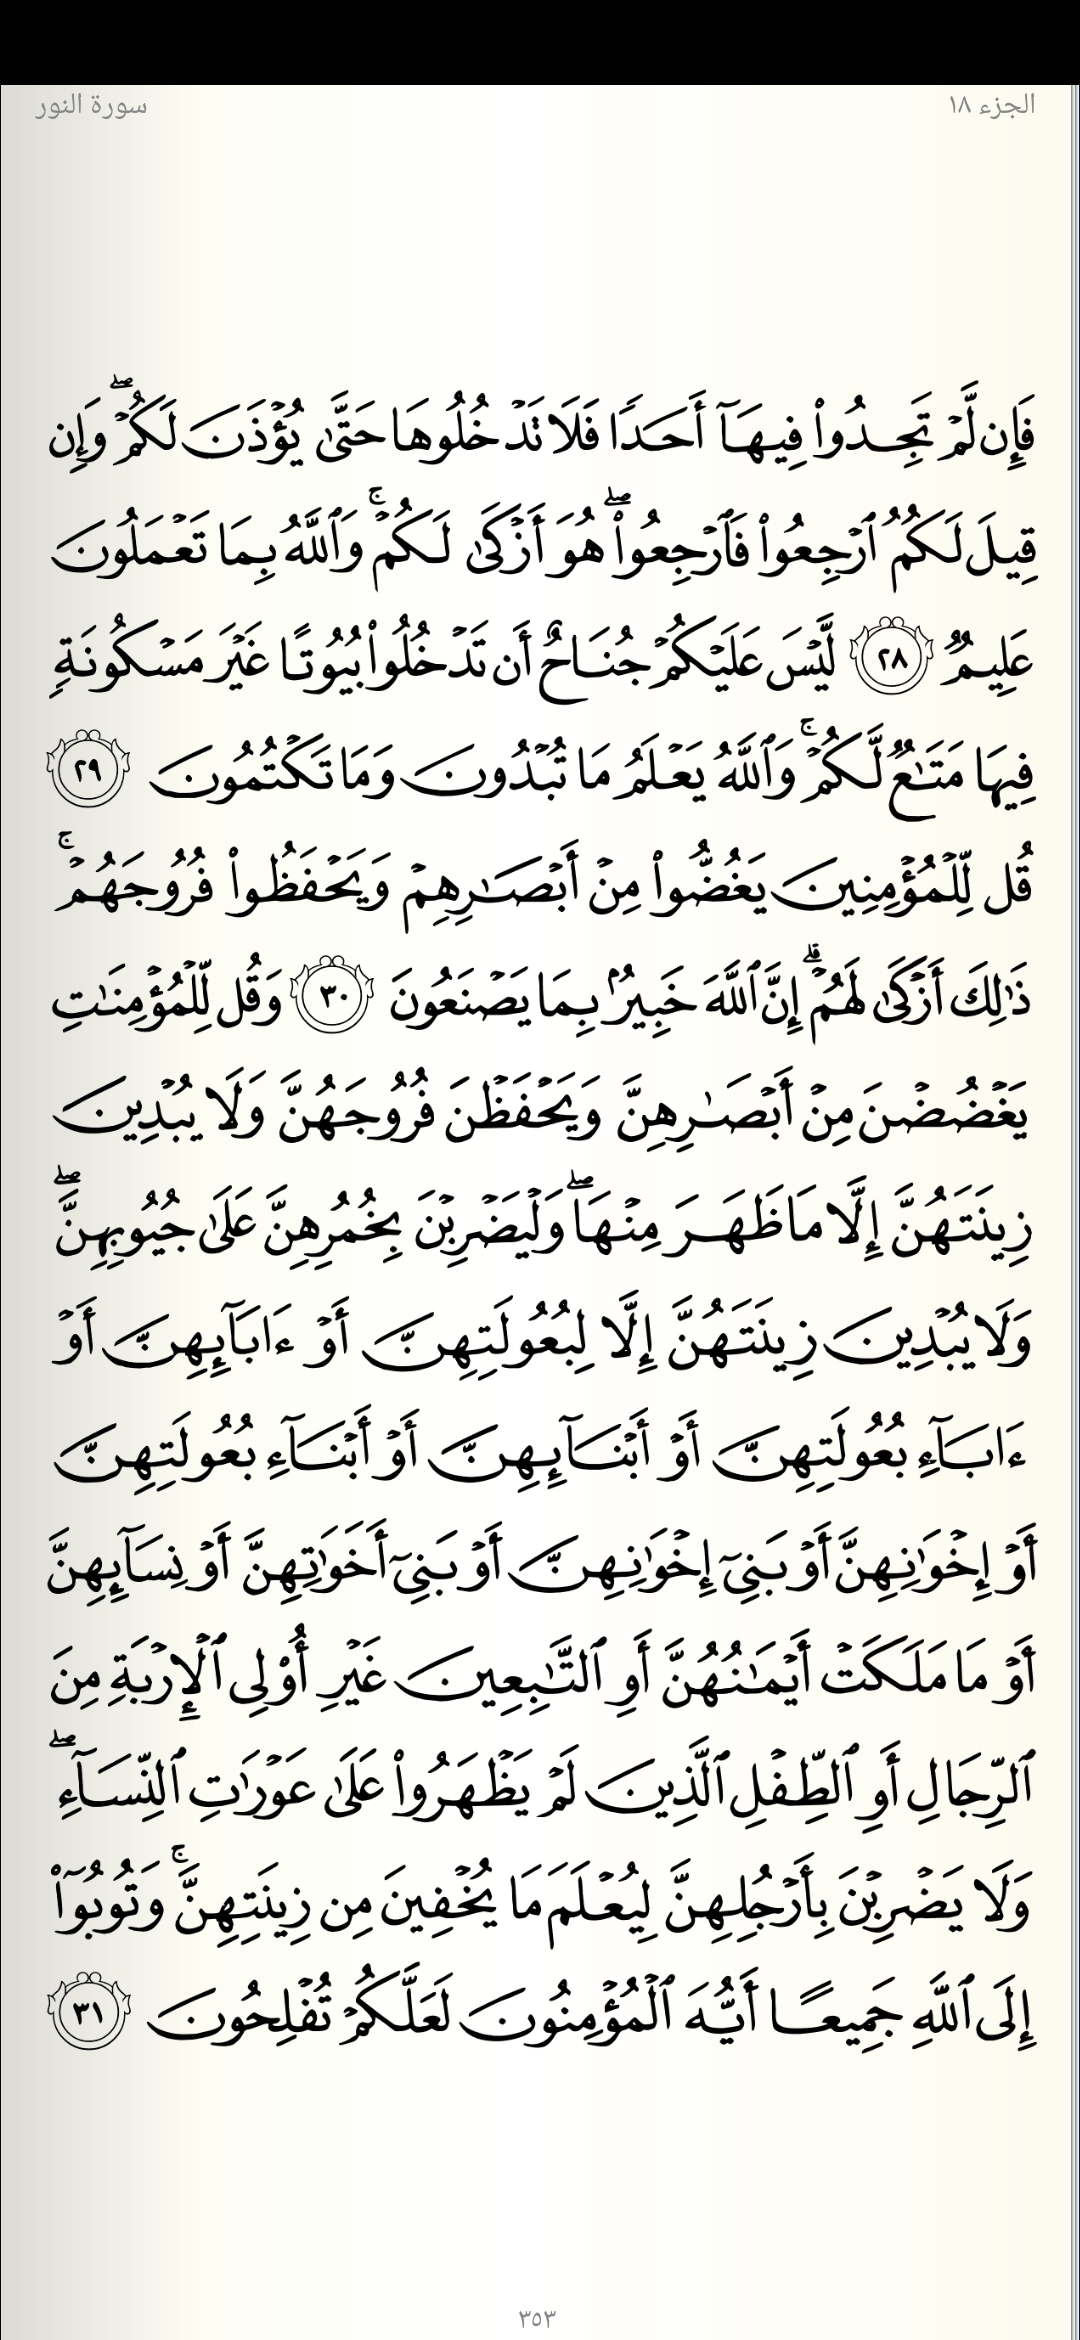 الجزء ١٨
سورة النور
فَإِن لَّمۡ تَجِدُواْ فِيهَآ أَحَدٗا فَلَا تَدۡخُلُوهَا حَتَّىٰ يُؤۡذَنَ لَكُمۡۖ وَإِن
قِيلَ لَكُمُ ٱرۡجِعُواْ فَٱرۡجِعُواْۖ هُوَ أَزۡكَىٰ لَكُمۡۚ وَٱللَّهُ بِمَا تَعۡمَلُونَ
عَلِيمٞ ٢٨ لَّيۡسَ عَلَيۡكُمۡ جُنَاحٌ أَن تَدۡخُلُواْ بُيُوتًا غَيۡرَ مَسۡكُونَةٖ
فِيهَا مَتَٰعٞ لَّكُمۡۚ وَٱللَّهُ يَعۡلَمُ مَا تُبۡدُونَ وَمَا تَكۡتُمُونَ ٢٩
قُل لِّلۡمُؤۡمِنِينَ يَغُضُّواْ مِنۡ أَبۡصَٰرِهِمۡ وَيَحۡفَظُواْ فُرُوجَهُمۡۚ
ذَٰلِكَ أَزۡكَىٰ لَهُمۡۚ إِنَّ ٱللَّهَ خَبِيرُۢ بِمَا يَصۡنَعُونَ ٣٠ وَقُل لِّلۡمُؤۡمِنَٰتِ
يَغۡضُضۡنَ مِنۡ أَبۡصَٰرِهِنَّ وَيَحۡفَظۡنَ فُرُوجَهُنَّ وَلَا يُبۡدِينَ
زِينَتَهُنَّ إِلَّا مَا ظَهَرَ مِنۡهَاۖ وَلۡيَضۡرِبۡنَ بِخُمُرِهِنَّ عَلَىٰ جُيُوبِهِنَّۖ
وَلَا يُبۡدِينَ زِينَتَهُنَّ إِلَّا لِبُعُولَتِهِنَّ أَوۡ ءَابَآئِهِنَّ أَوۡ
ءَابَآءِ بُعُولَتِهِنَّ أَوۡ أَبۡنَآئِهِنَّ أَوۡ أَبۡنَآءِ بُعُولَتِهِنَّ
أَوۡ إِخۡوَٰنِهِنَّ أَوۡ بَنِيٓ إِخۡوَٰنِهِنَّ أَوۡ بَنِيٓ أَخَوَٰتِهِنَّ أَوۡ نِسَآئِهِنَّ
أَوۡ مَا مَلَكَتۡ أَيۡمَٰنُهُنَّ أَوِ ٱلتَّٰبِعِينَ غَيۡرِ أُوْلِي ٱلۡإِرۡبَةِ مِنَ
ٱلرِّجَالِ أَوِ ٱلطِّفۡلِ ٱلَّذِينَ لَمۡ يَظۡهَرُواْ عَلَىٰ عَوۡرَٰتِ ٱلنِّسَآءِۖ
وَلَا يَضۡرِبۡنَ بِأَرۡجُلِهِنَّ لِيُعۡلَمَ مَا يُخۡفِينَ مِن زِينَتِهِنَّۚ وَتُوبُوٓاْ
إِلَى ٱللَّهِ جَمِيعًا أَيُّهَ ٱلۡمُؤۡمِنُونَ لَعَلَّكُمۡ تُفۡلِحُونَ ٣١
٣٥٣